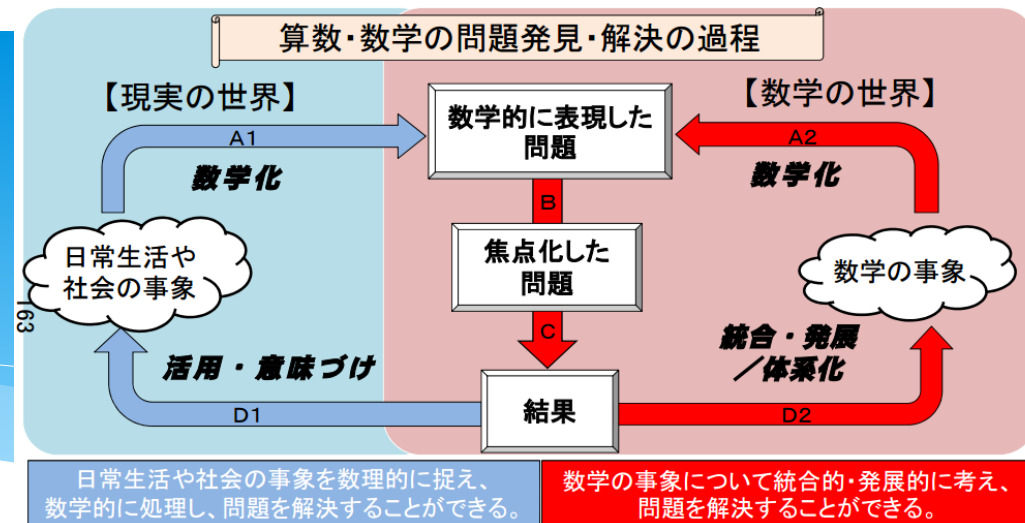 算数・数学の問題発見・解決の過程
【現実の世界】
【数学の世界】
A1
数学化
数学的に表現した
問題
A2
数学化
B
日常生活や
社会の事象
焦点化した
問題
数学の事象
163
C
活用・意味づけ
統合・発展
／体系化
D1
結果
D2
日常生活や社会の事象を数理的に捉え、
数学的に処理し、問題を解決することができる。
数学の事象について統合的・発展的に考え、
問題を解決することができる。